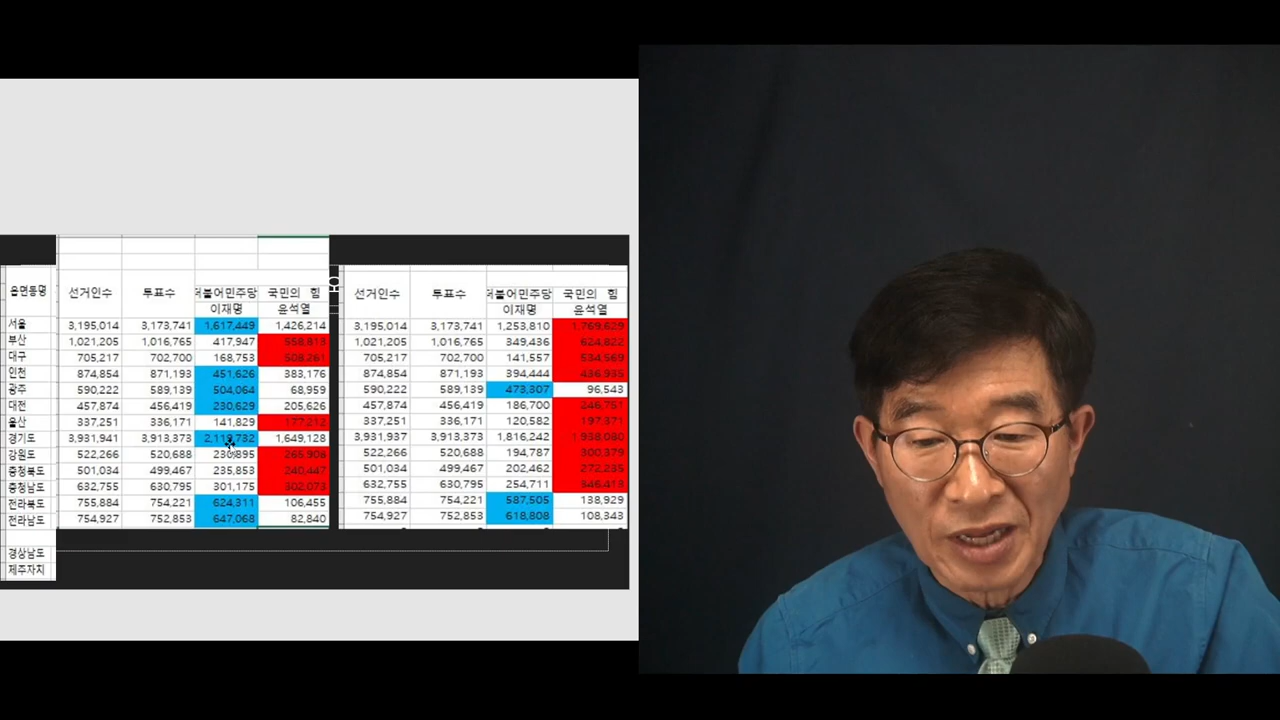 읍면동명 선거인수 투표수 더불어민주당 국민의 힘 선거인수 투표수 더불어민주당 국민의 힘
이재명 윤석열 이재명 윤석열
서울 3,195,014 3,173,741 1,617,449 1,426,214 3,195,014 3,173,741 1,253,810 1,769,629
부산 1,021,205 1,016,765 417,947 558,813 1,021,205 1,016,765 349,436 624,822
대구 705,217 702,700 168,753 508,261 705,217 702,700 141,557 534,569
인천 874,854 871,193 451,626 383,176 874,854 871,193 394,444 436,935
광주 590,222 589,139 504,064 68,959 590,222 589,139 473,307 96,543
대전 457,874 456,419 230,629 205,626 457,874 456,419 186,700 246,751
울산 337,251 336,171 141,829 177,212 337,251 336,171 120,582 197,371
경기도 3,931,941 3,913,373 1,649,128 3,931,937 3,913,373 1,816,242 1,938,080
강원도 522,266 520,688 230,895 265,908 522,266 520,688 194,787 300,379
충청북도 501,034 499,467 235,853 240,447 501,034 499,467 202,462 272,235
충청남도 632,755 630,795 301,175 302,073 632,755 630,795 254,711 346,413
전라북도 755,884 754,221 624,311 106,455 755,884 754,221 587,505 138,929
전라남도 754,927 752,853 647,068 82,840 754,927 752,853 618,808 108,343
경상남도
제주자치